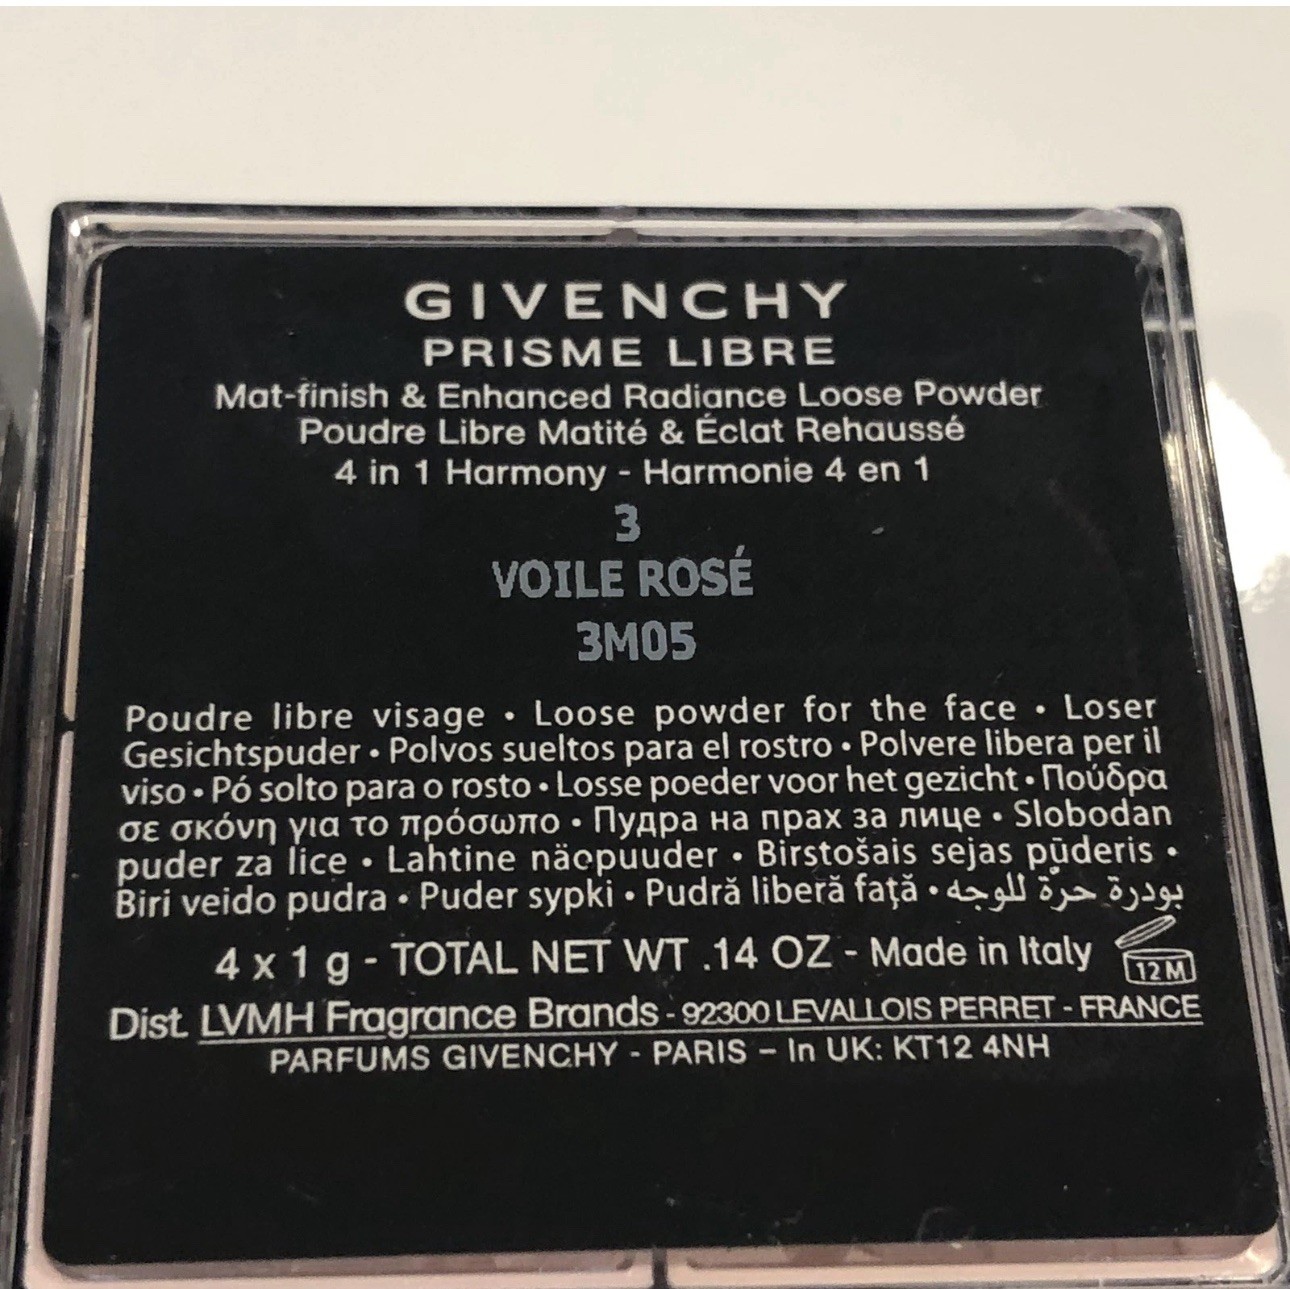 GIVENCHY
PRISME LIBRE
Mat-finish & Enhanced Radiance Loose Powder
Poudre Libre Matité & Éclat Rehaussé
4 in 1 Harmony - Harmonie 4 en 1
3
VOILE ROSÉ
3M05
Poudre libre visage • Loose powder for the face • Loser
Gesichtspuder • Polvos sueltos para el rostro • Polvere libera per il
viso • Pó solto para o rosto • Losse poeder voor het gezicht • Πούδρα
σε σκόνη για το πρόσωπο • Пудра на прах за лице • Slobodan
puder za lice • Lahtine näopuuder • Birstošais sejas pūderis •
Biri veido pudra • Puder sypki • Pudră liberă față • بودرة حرّة للوجه
4 x 1 g - TOTAL NET WT .14 OZ - Made in Italy 12 M
Dist. LVMH Fragrance Brands - 92300 LEVALLOIS PERRET - FRANCE
PARFUMS GIVENCHY - PARIS – In UK: KT12 4NH